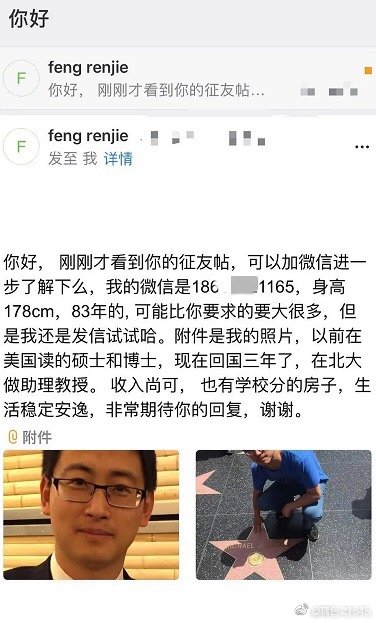 你好
F
feng renjie
你好， 刚刚才看到你的征友帖…
F
feng renjie
发至 我 详情
你好， 刚刚才看到你的征友帖，可以加微信进一
步了解下么，我的微信是186 1165，身高
178cm，83年的, 可能比你要求的要大很多，但
是我还是发信试试哈。附件是我的照片，以前在
美国读的硕士和博士，现在回国三年了，在北大
做助理教授。 收入尚可， 也有学校分的房子，生
活稳定安逸，非常期待你的回复，谢谢。
附件